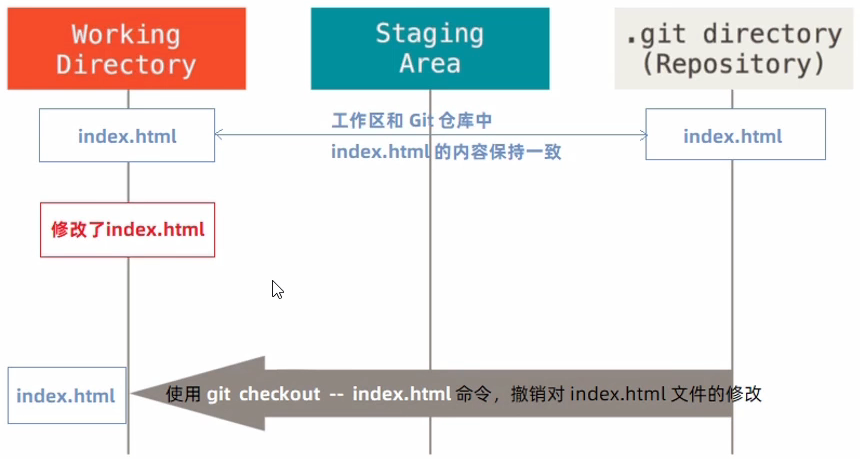 Working
Directory
Staging
Area
.git directory
(Repository)
index.html
工作区和 Git 仓库中
index.html 的内容保持一致
index.html
修改了index.html
index.html
使用 git checkout -- index.html 命令，撤销对 index.html 文件的修改